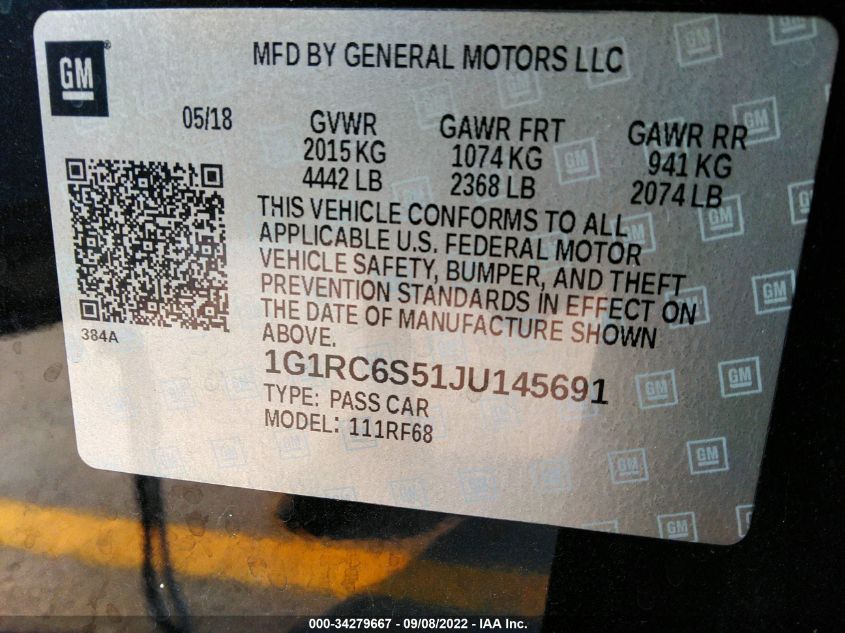 GM
MFD BY GENERAL MOTORS LLC
05/18 GVWR GAWR FRT GAWR RR
2015 KG 1074 KG 941 KG
4442 LB 2368 LB 2074 LB
THIS VEHICLE CONFORMS TO ALL
APPLICABLE U.S. FEDERAL MOTOR
VEHICLE SAFETY, BUMPER, AND THEFT
PREVENTION STANDARDS IN EFFECT ON
THE DATE OF MANUFACTURE SHOWN
ABOVE.
384A
1G1RC6S51JU145691
TYPE: PASS CAR
MODEL: 111RF68
000-34279667 - 09/08/2022 - IAA Inc.